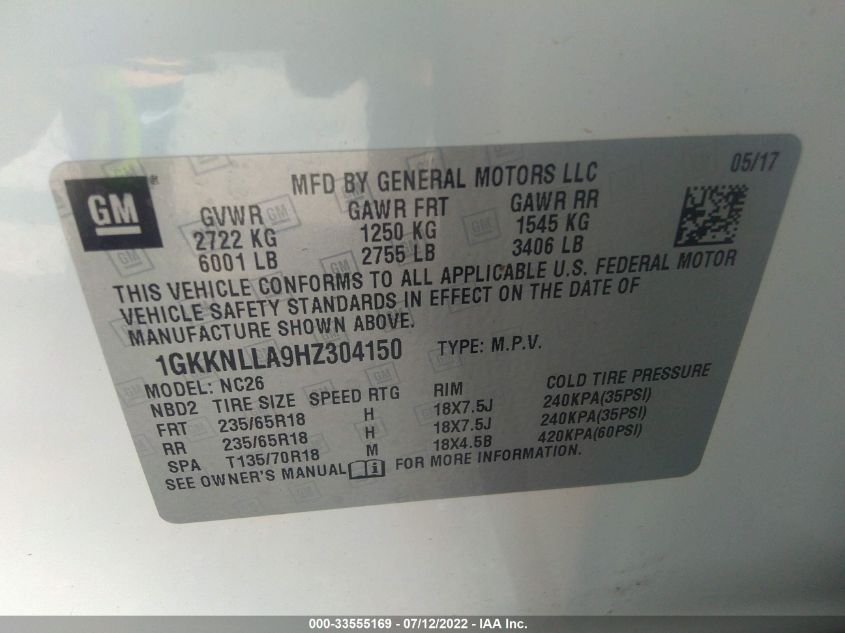 GM
MFD BY GENERAL MOTORS LLC
05/17
GVWR GAWR FRT GAWR RR
2722 KG 1250 KG 1545 KG
6001 LB 2755 LB 3406 LB
THIS VEHICLE CONFORMS TO ALL APPLICABLE U.S. FEDERAL MOTOR
VEHICLE SAFETY STANDARDS IN EFFECT ON THE DATE OF
MANUFACTURE SHOWN ABOVE.
1GKKNLLA9HZ304150 TYPE: M.P.V.
MODEL: NC26
NBD2 TIRE SIZE SPEED RTG RIM COLD TIRE PRESSURE
FRT 235/65R18 H 18X7.5J 240KPA(35PSI)
RR 235/65R18 H 18X7.5J 240KPA(35PSI)
SPA T135/70R18 M 18X4.5B 420KPA(60PSI)
SEE OWNER'S MANUAL FOR MORE INFORMATION.
000-33555169 - 07/12/2022 - IAA Inc.